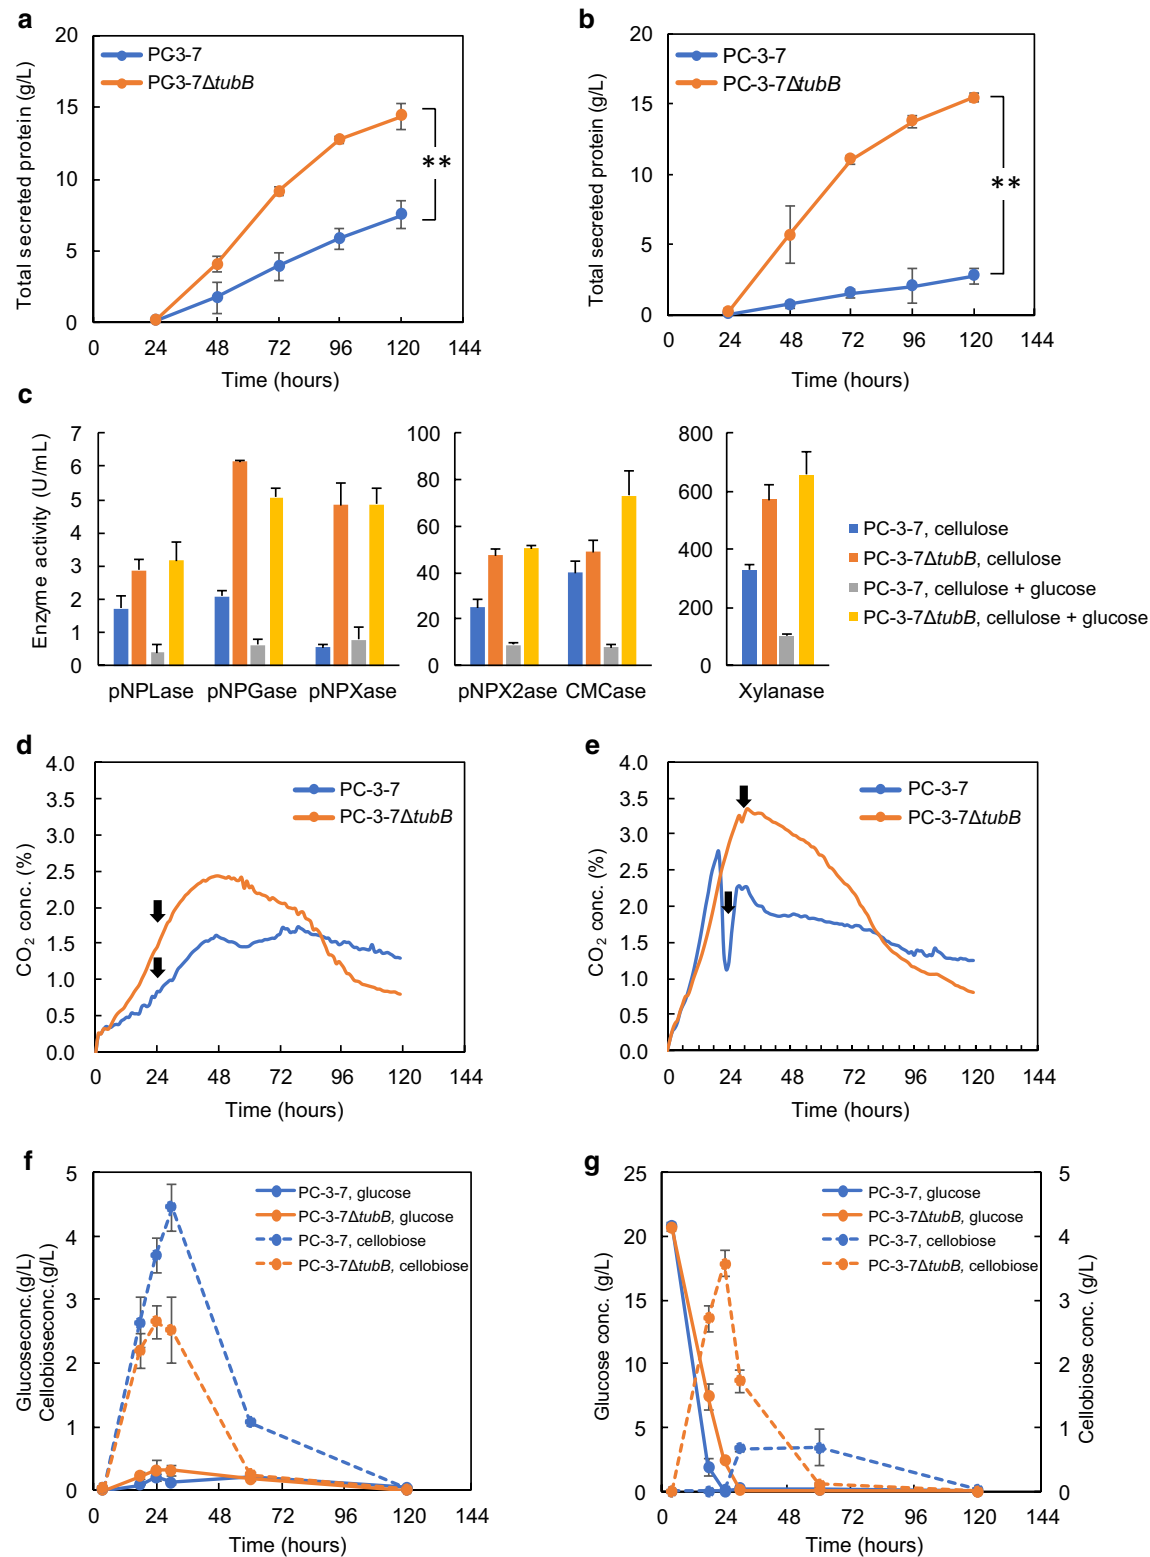 a
20
15
10
5
0
Total secreted protein (g/L)
PC-3-7
PC-3-7ΔtubB
**
0 24 48 72 96 120 144
Time (hours)
b
20
15
10
5
0
Total secreted protein (g/L)
PC-3-7
PC-3-7ΔtubB
**
0 24 48 72 96 120 144
Time (hours)
c
Enzyme activity (U/mL)
7
6
5
4
3
2
1
0
pNPLase pNPGase pNPXase
100
80
60
40
20
0
pNPX2ase CMCase
800
600
400
200
0
Xylanase
PC-3-7, cellulose
PC-3-7ΔtubB, cellulose
PC-3-7, cellulose + glucose
PC-3-7ΔtubB, cellulose + glucose
d
4.0
3.5
3.0
2.5
2.0
1.5
1.0
0.5
0.0
CO2 conc. (%)
PC-3-7
PC-3-7ΔtubB
0 24 48 72 96 120 144
Time (hours)
e
4.0
3.5
3.0
2.5
2.0
1.5
1.0
0.5
0.0
CO2 conc. (%)
PC-3-7
PC-3-7ΔtubB
0 24 48 72 96 120 144
Time (hours)
f
5
4
3
2
1
0
Glucoseconc.(g/L)
Cellobioseconc.(g/L)
PC-3-7, glucose
PC-3-7ΔtubB, glucose
PC-3-7, cellobiose
PC-3-7ΔtubB, cellobiose
0 24 48 72 96 120 144
Time (hours)
g
25
20
15
10
5
0
Glucose conc. (g/L)
PC-3-7, glucose
PC-3-7ΔtubB, glucose
PC-3-7, cellobiose
PC-3-7ΔtubB, cellobiose
5
4
3
2
1
0
Cellobiose conc. (g/L)
0 24 48 72 96 120 144
Time (hours)